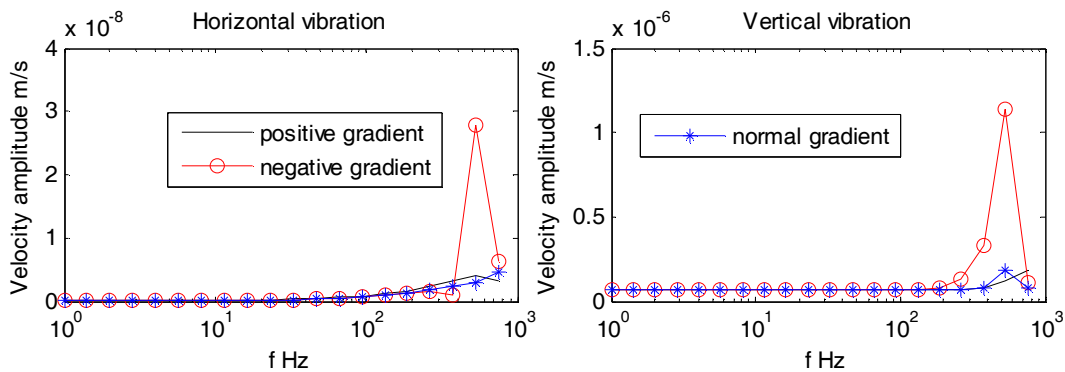 Horizontal vibration
x 10^-8
Velocity amplitude m/s
4
3
2
1
0
10^0
10^1
10^2
10^3
f Hz
positive gradient
negative gradient
Vertical vibration
x 10^-6
Velocity amplitude m/s
1.5
1
0.5
0
10^0
10^1
10^2
10^3
f Hz
normal gradient